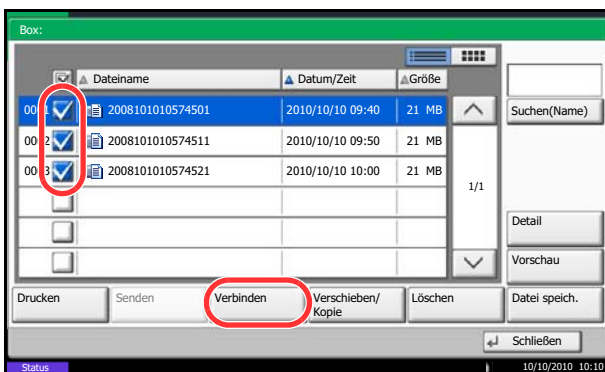 Box:
Dateiname Datum/Zeit Größe
2008101010574501 2010/10/10 09:40 21 MB
2008101010574511 2010/10/10 09:50 21 MB
2008101010574521 2010/10/10 10:00 21 MB
Suchen(Name)
1/1
Detail
Vorschau
Drucken Senden Verbinden Verschieben/
Kopie Löschen Datei speich.
Schließen
Status 10/10/2010 10:10